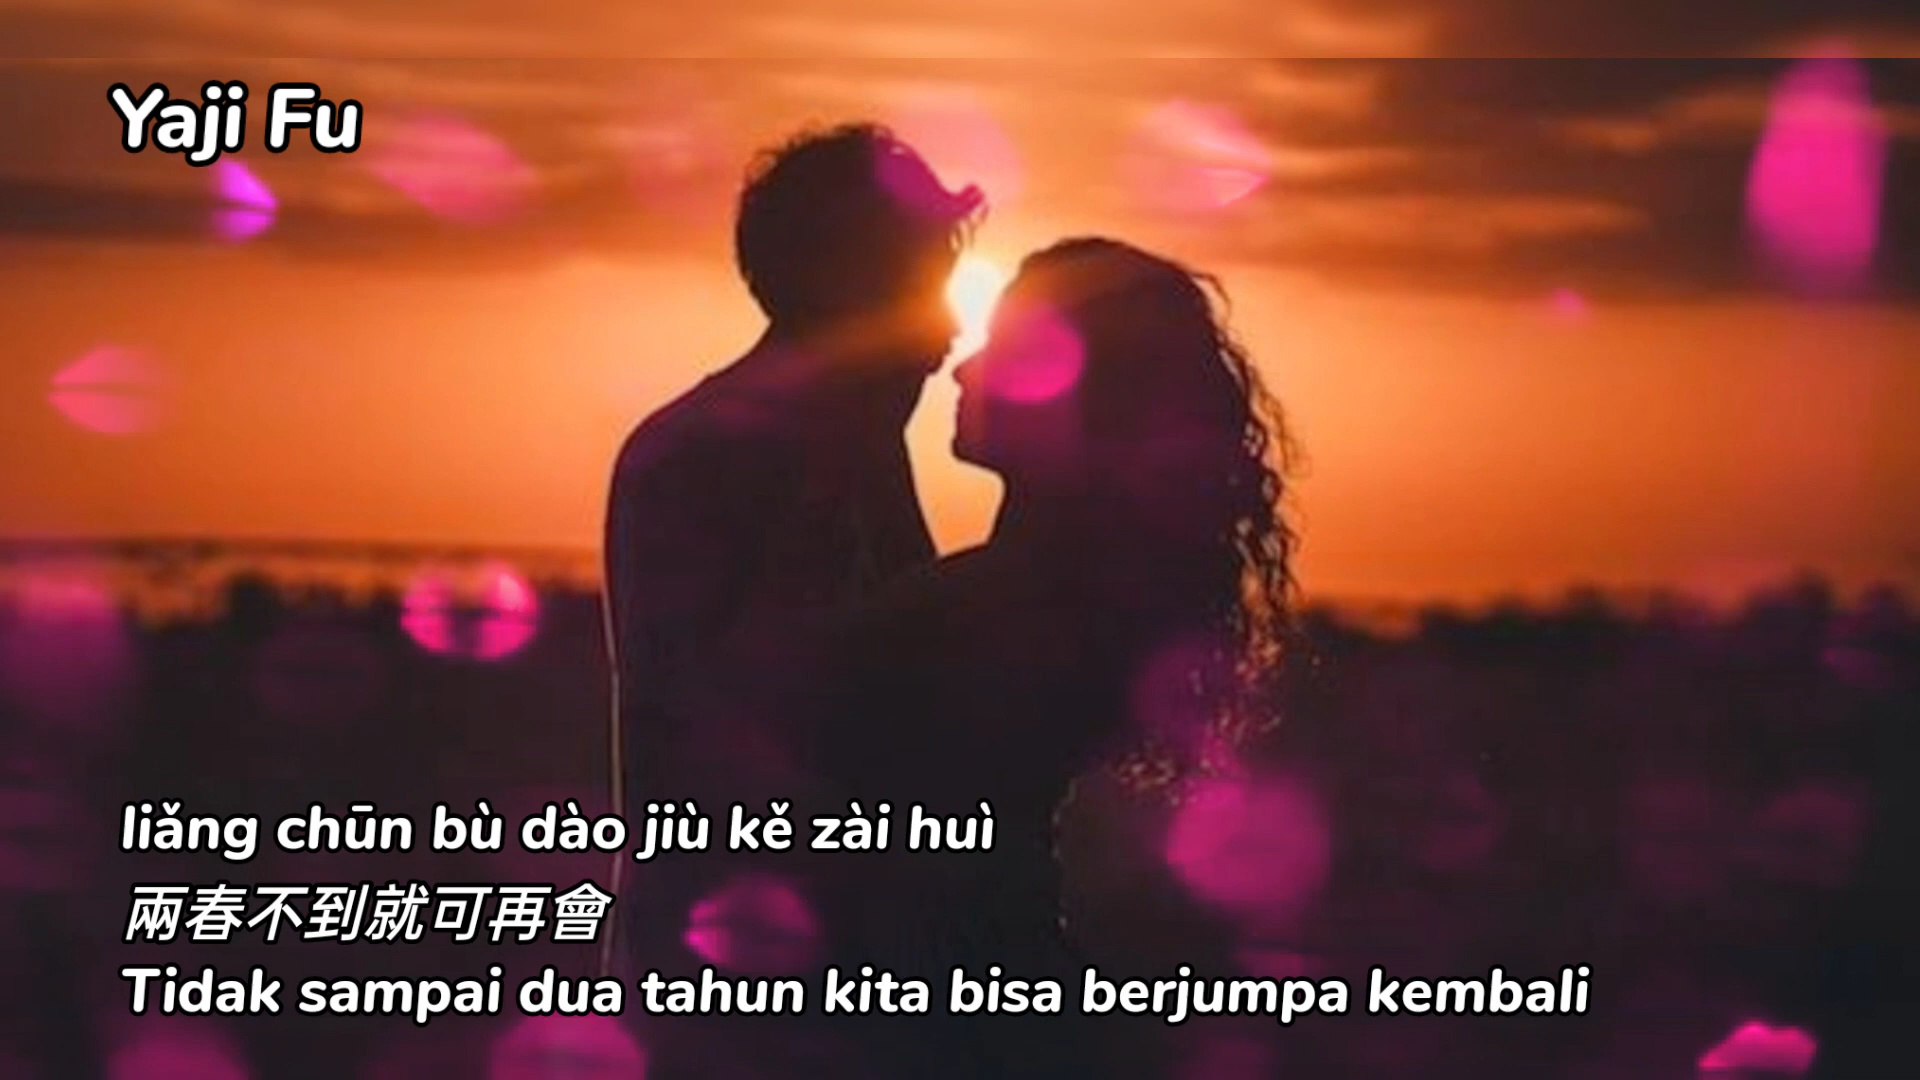 Yaji Fu
liǎng chūn bù dào jiù kě zài huì
兩春不到就可再會
Tidak sampai dua tahun kita bisa berjumpa kembali